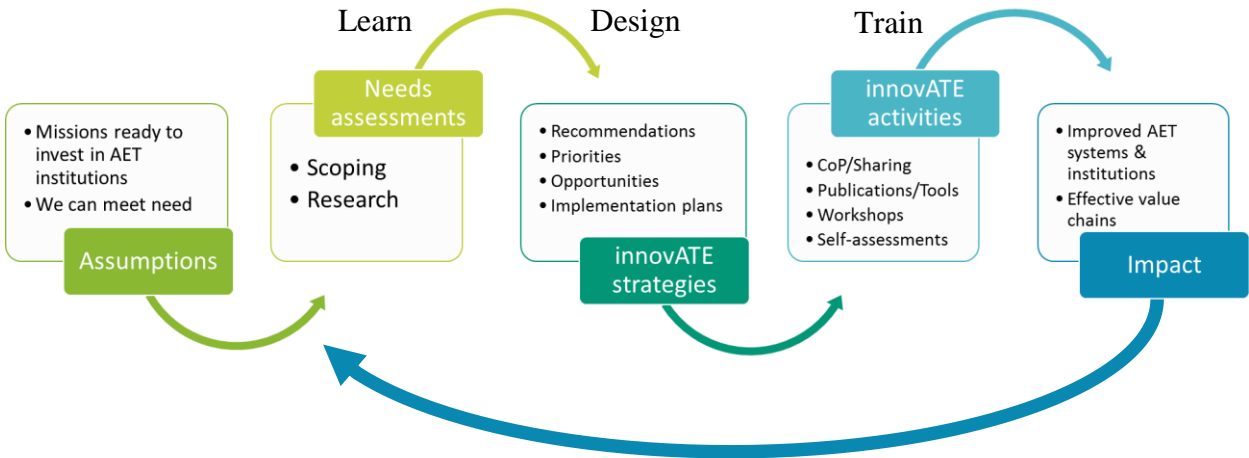 Learn
Design
Train
• Missions ready to
invest in AET
institutions
• We can meet need
Assumptions
Needs
assessments
• Scoping
• Research
• Recommendations
• Priorities
• Opportunities
• Implementation plans
innovATE
strategies
innovATE
activities
• CoP/Sharing
• Publications/Tools
• Workshops
• Self-assessments
• Improved AET
systems &
institutions
• Effective value
chains
Impact